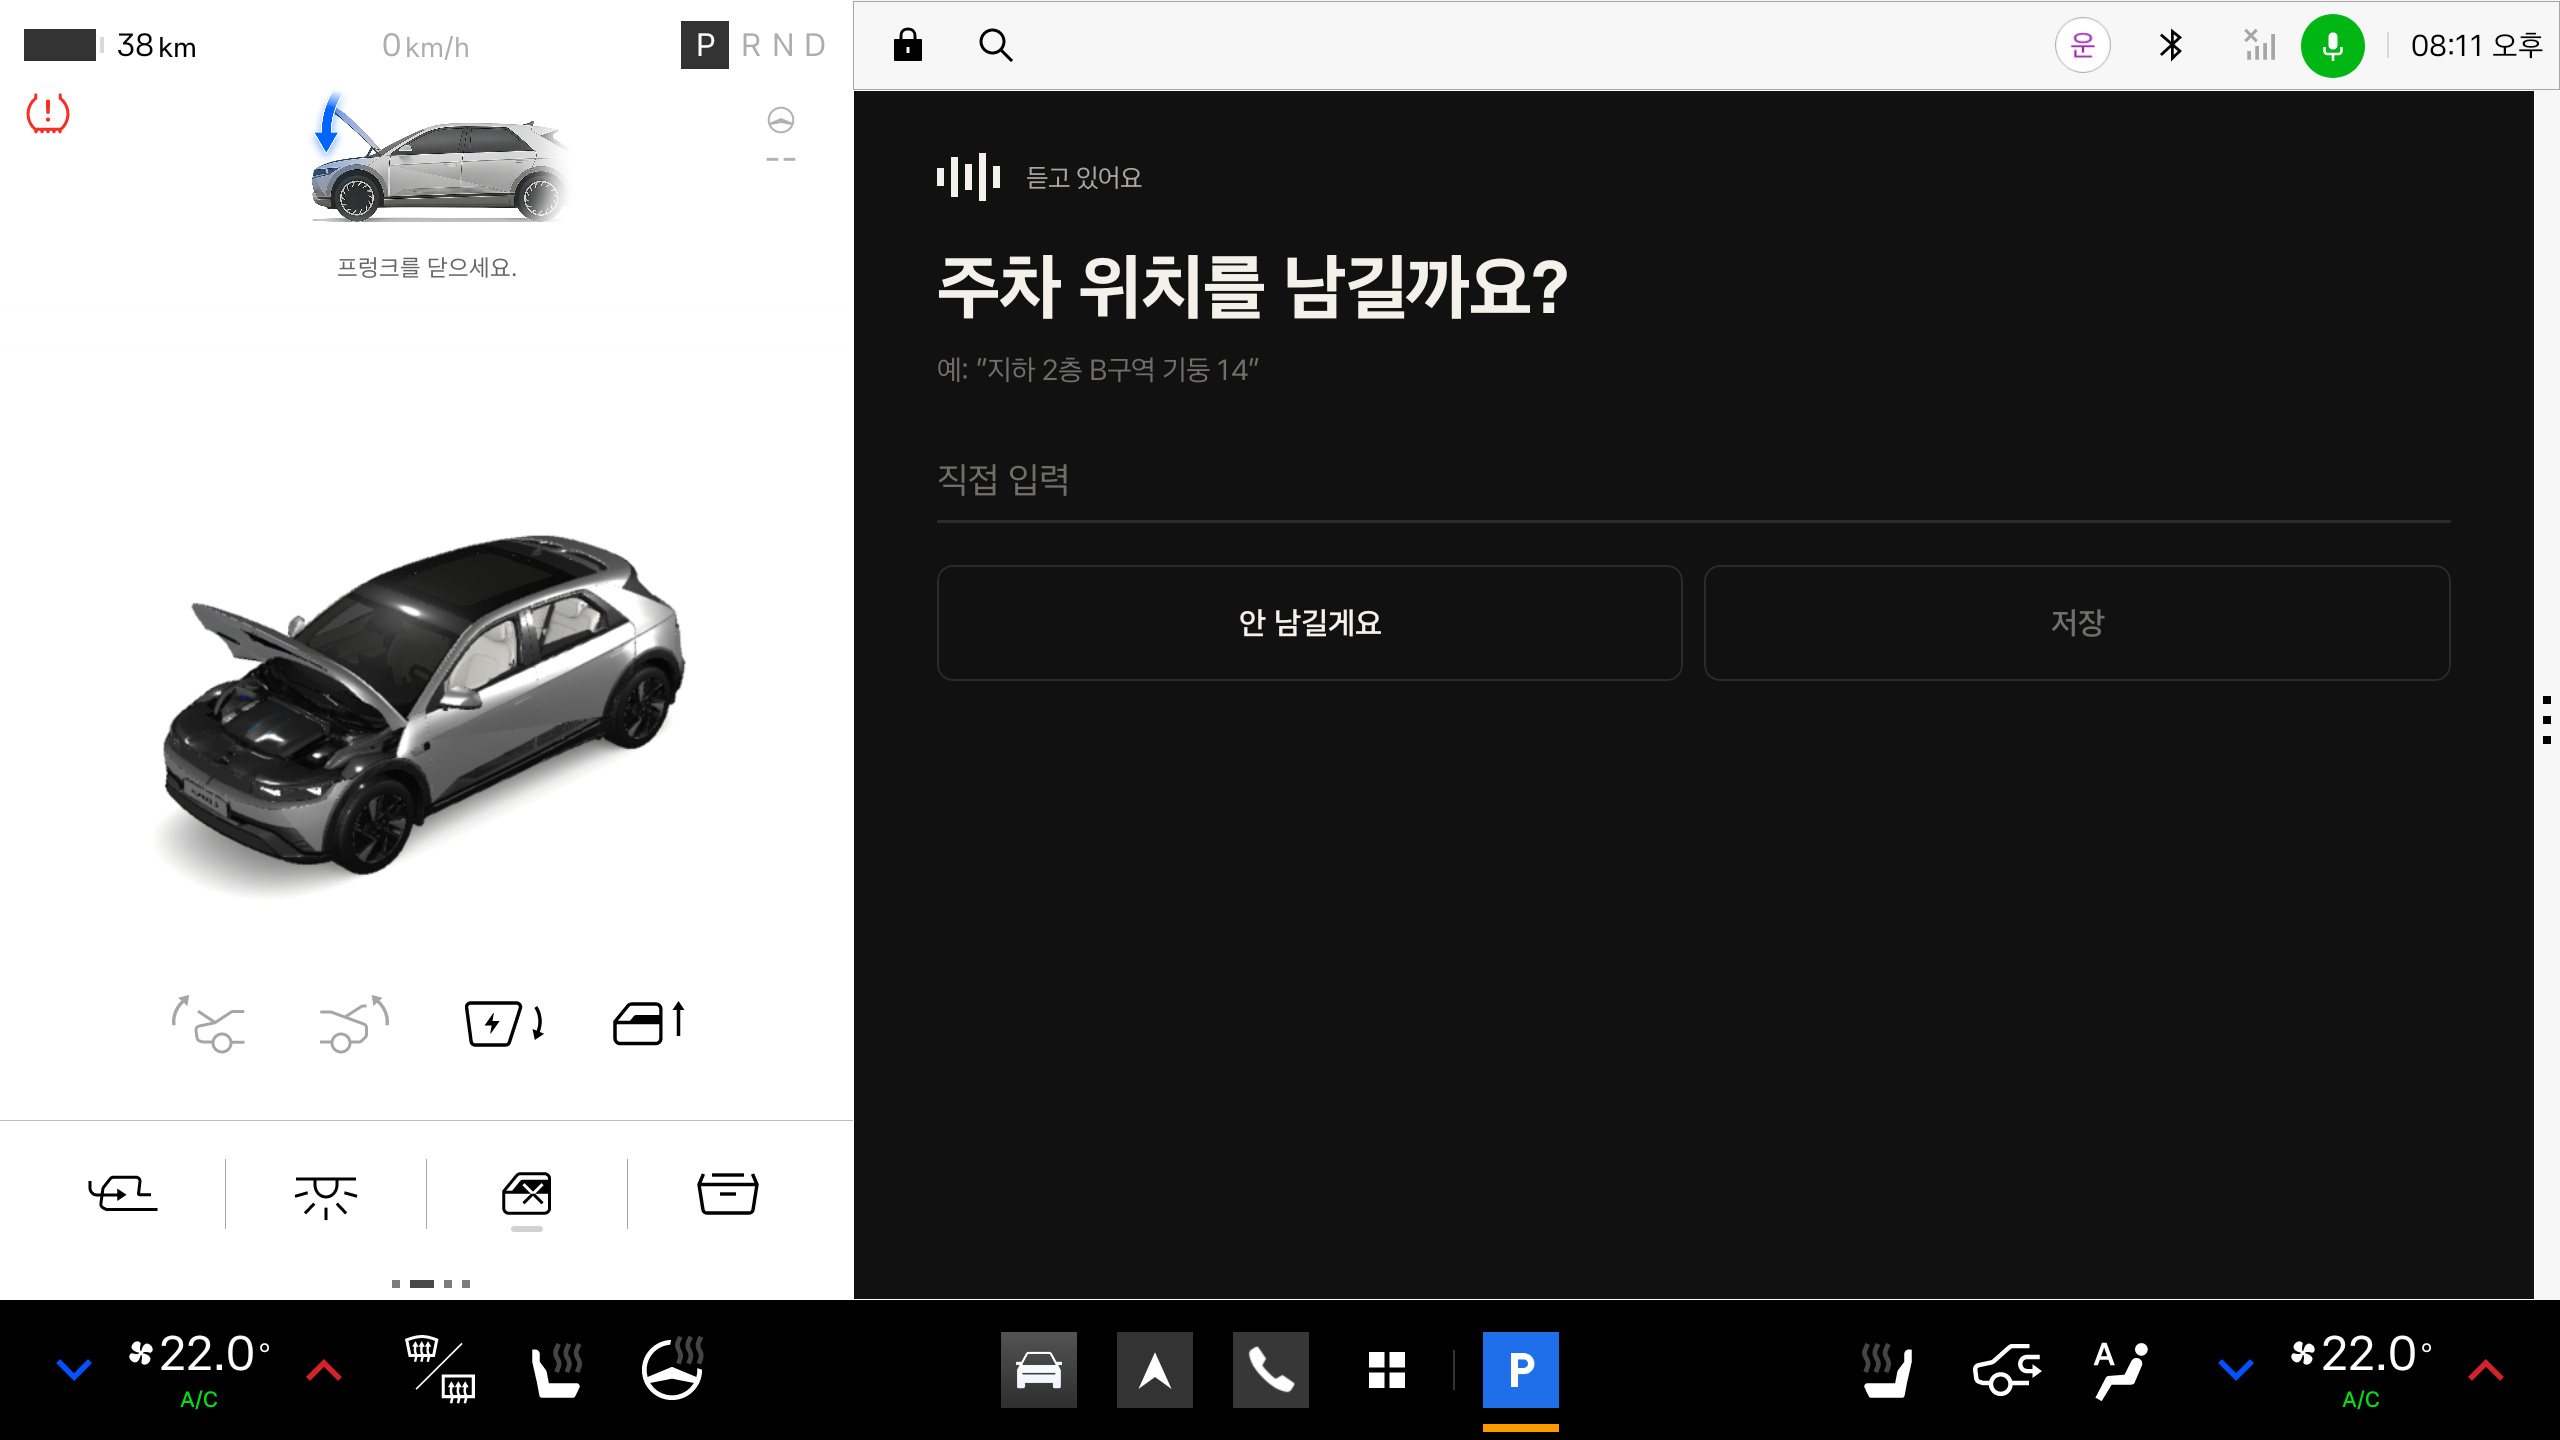 38 km
0 km/h
P R N D
운
08:11 오후
프렁크를 닫으세요.
듣고 있어요
주차 위치를 남길까요?
예: "지하 2층 B구역 기둥 14"
직접 입력
안 남길게요
저장
22.0°
A/C
P
A
22.0°
A/C